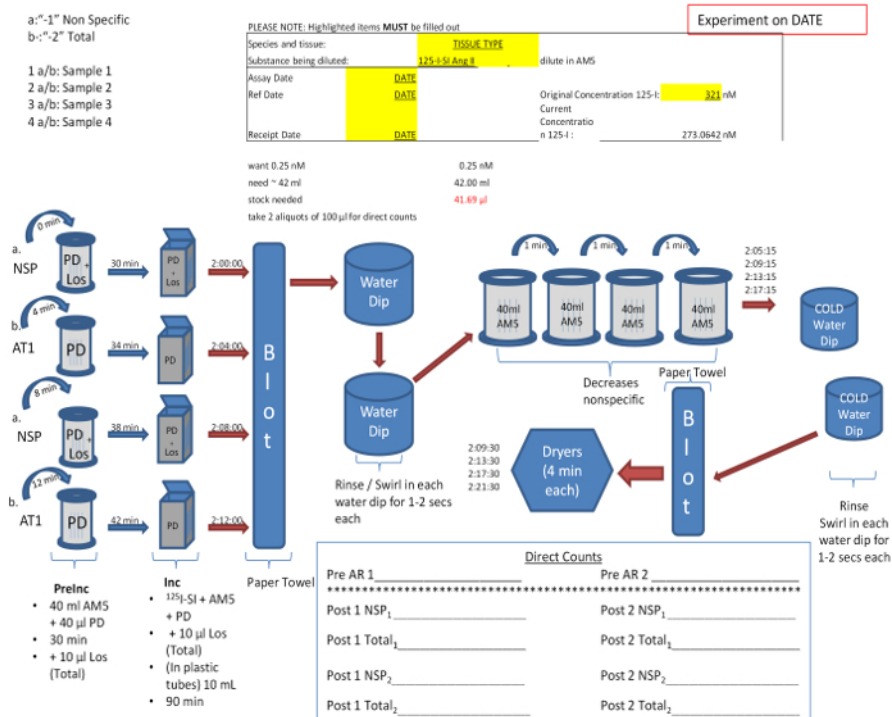 a:"-1" Non Specific
b-:"-2" Total
1 a/b: Sample 1
2 a/b: Sample 2
3 a/b: Sample 3
4 a/b: Sample 4
PLEASE NOTE: Highlighted items MUST be filled out
Experiment on DATE
Species and tissue: TISSUE TYPE
Substance being diluted: 125-I-SI Ang II dilute in AM5
Assay Date DATE
Ref Date DATE Original Concentration 125-I: 321 nM
Current
Concentratio
Receipt Date DATE n 125-I : 273.0642 nM
want 0.25 nM 0.25 nM
need ~ 42 ml 42.00 ml
stock needed 41.69 µl
take 2 aliquots of 100 µl for direct counts
0 min
a.
NSP
PD + Los
30 min
PD
+
Los
2:00:00
4 min
b.
AT1
PD
34 min
PD
2:04:00
8 min
a.
NSP
PD + Los
38 min
PD
+
Los
2:08:00
12 min
b.
AT1
PD
42 min
PD
2:12:00
B
l
o
t
Paper Towel
Water
Dip
Water
Dip
Rinse / Swirl in each
water dip for 1-2 secs
each
1 min
1 min
1 min
40ml
AM5
40ml
AM5
40ml
AM5
40ml
AM5
Decreases
nonspecific
2:05:15
2:09:15
2:13:15
2:17:15
COLD
Water
Dip
COLD
Water
Dip
Rinse
Swirl in each
water dip for
1-2 secs each
Paper Towel
B
l
o
t
Dryers
(4 min
each)
2:09:30
2:13:30
2:17:30
2:21:30
PreInc
• 40 ml AM5
+ 40 µl PD
• 30 min
• + 10 µl Los
(Total)
Inc
• ¹²⁵I-SI + AM5
+ PD
• + 10 µl Los
(Total)
• (In plastic
tubes) 10 mL
• 90 min
Direct Counts
Pre AR 1 Pre AR 2
Post 1 NSP₁ Post 2 NSP₁
Post 1 Total₁ Post 2 Total₁
Post 1 NSP₂ Post 2 NSP₂
Post 1 Total₂ Post 2 Total₂